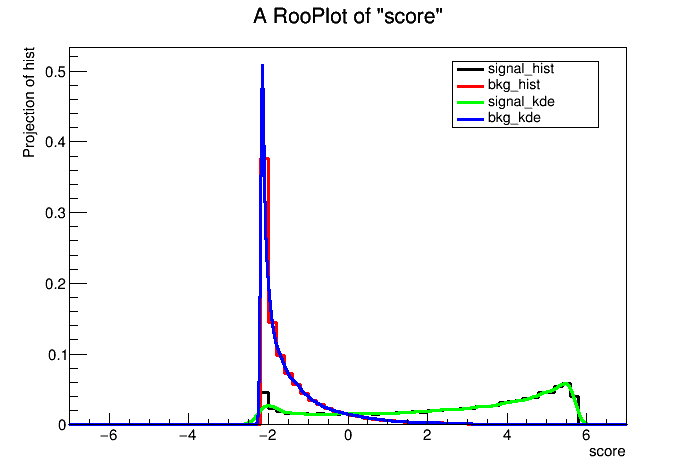 A RooPlot of "score"
Projection of hist
signal_hist
bkg_hist
signal_kde
bkg_kde
0.5
0.4
0.3
0.2
0.1
0
−6 −4 −2 0 2 4 6
score